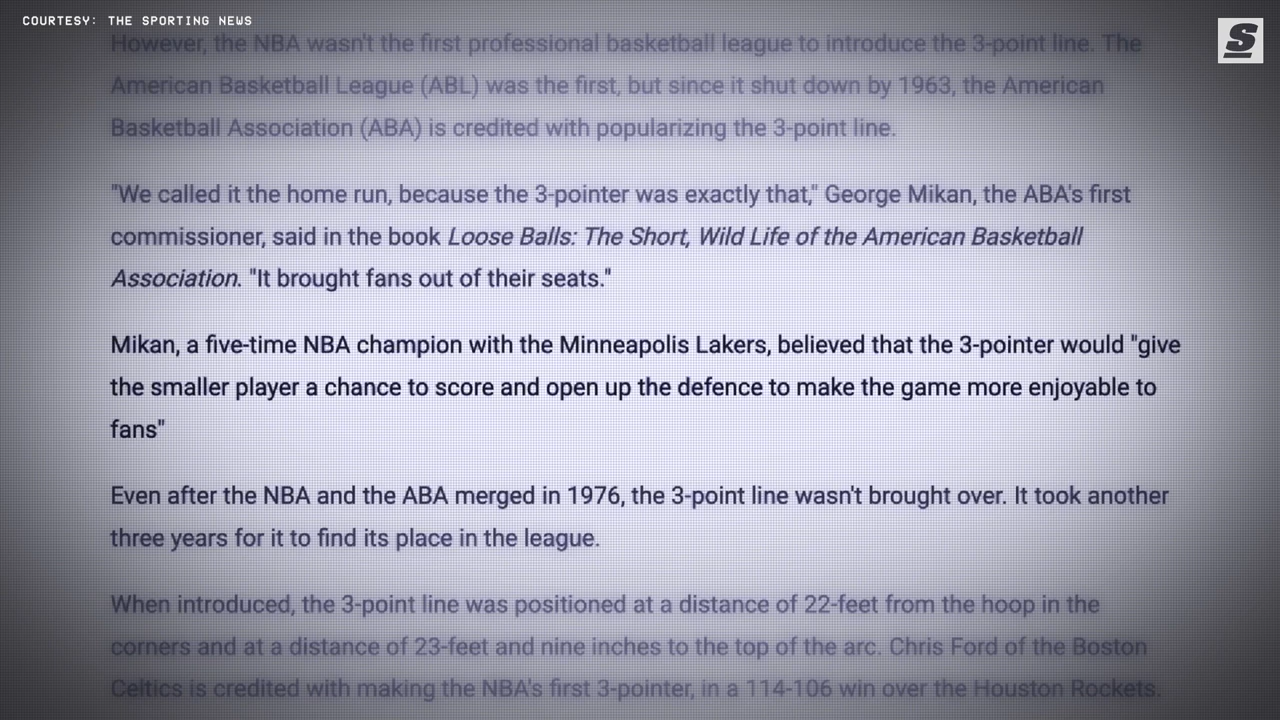 COURTESY: THE SPORTING NEWS
S
However, the NBA wasn't the first professional basketball league to introduce the 3-point line. The
American Basketball League (ABL) was the first, but since it shut down by 1963, the American
Basketball Association (ABA) is credited with popularizing the 3-point line.
"We called it the home run, because the 3-pointer was exactly that," George Mikan, the ABA's first
commissioner, said in the book Loose Balls: The Short, Wild Life of the American Basketball
Association. "It brought fans out of their seats."
Mikan, a five-time NBA champion with the Minneapolis Lakers, believed that the 3-pointer would "give
the smaller player a chance to score and open up the defence to make the game more enjoyable to
fans"
Even after the NBA and the ABA merged in 1976, the 3-point line wasn't brought over. It took another
three years for it to find its place in the league.
When introduced, the 3-point line was positioned at a distance of 22-feet from the hoop in the
corners and at a distance of 23-feet and nine inches to the top of the arc. Chris Ford of the Boston
Celtics is credited with making the NBA's first 3-pointer, in a 114-106 win over the Houston Rockets.